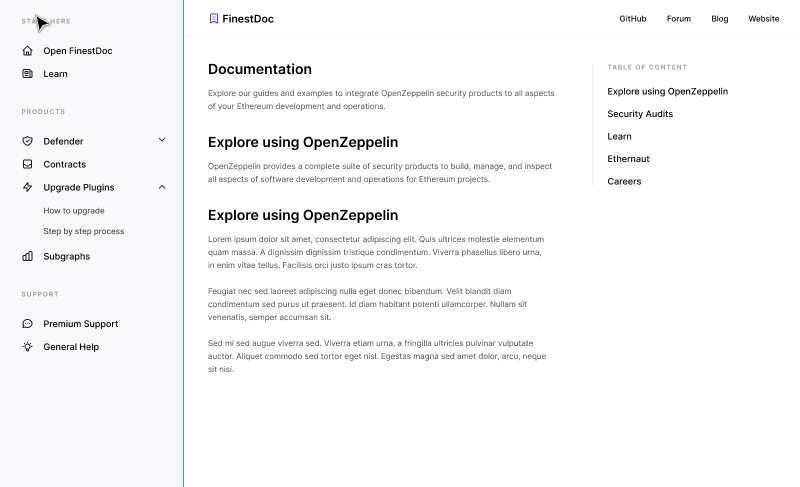 HERE
Open FinestDoc
Learn
PRODUCTS
Defender
Contracts
Upgrade Plugins
How to upgrade
Step by step process
Subgraphs
SUPPORT
Premium Support
General Help
FinestDoc
GitHub
Forum
Blog
Website
Documentation
Explore our guides and examples to integrate OpenZeppelin security products to all aspects
of your Ethereum development and operations.
Explore using OpenZeppelin
OpenZeppelin provides a complete suite of security products to build, manage, and inspect
all aspects of software development and operations for Ethereum projects.
Explore using OpenZeppelin
Lorem ipsum dolor sit amet, consectetur adipiscing elit. Quis ultrices molestie elementum
quam massa. A dignissim dignissim tristique condimentum. Viverra phasellus libero urna,
in enim vitae tellus. Facilisis orci justo ipsum cras tortor.
Feugiat nec sed laoreet adipiscing nulla eget donec bibendum. Velit blandit diam
condimentum sed purus ut praesent. Id diam habitant potenti ullamcorper. Nullam sit
venenatis, semper accumsan sit.
Sed mi sed augue viverra sed. Viverra etiam urna, a fringilla ultricies pulvinar vulputate
auctor. Aliquet commodo sed tortor eget nisl. Egestas magna sed amet dolor, arcu, neque
sit nisi.
TABLE OF CONTENT
Explore using OpenZeppelin
Security Audits
Learn
Ethernaut
Careers